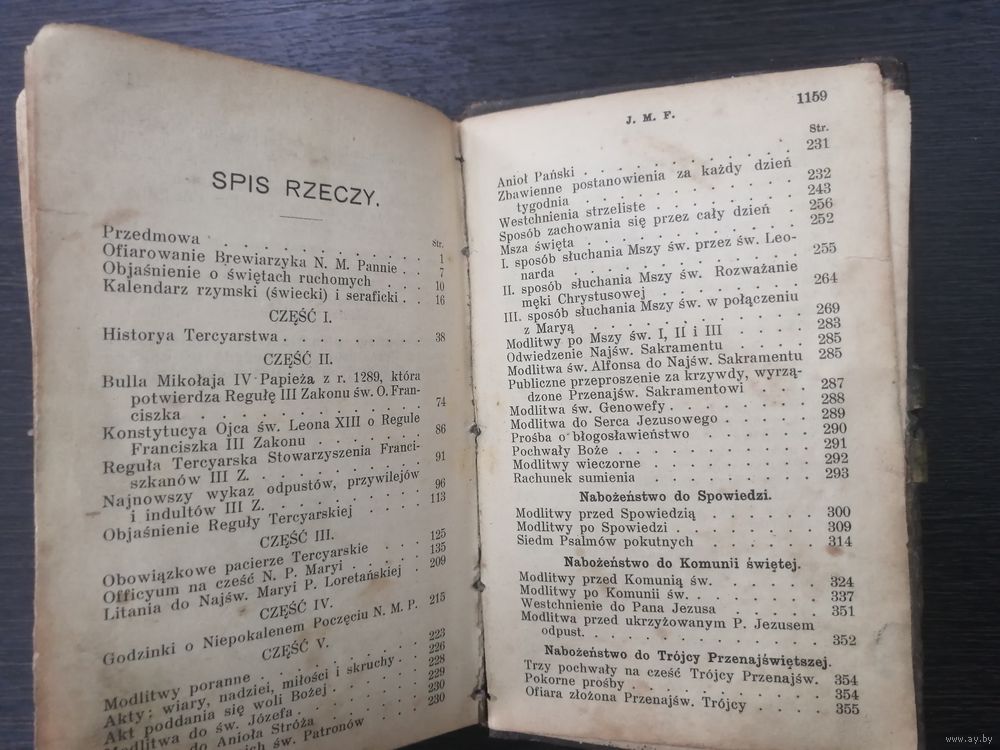 SPIS RZECZY.
Str.
Przedmowa . . . . . . . . . 1
Ofiarowanie Brewiarzyka N. M. Pannie . . 7
Objaśnienie o świętach ruchomych . . . 10
Kalendarz rzymski (świecki) i seraficki . . 16
CZĘŚĆ I.
Historya Tercyarstwa . . . . . . . . 38
CZĘŚĆ II.
Bulla Mikołaja IV Papieża z r. 1289, która
potwierdza Regułę III Zakonu św. O. Fran-
ciszka . . . . . . . . . . 74
Konstytucya Ojca św. Leona XIII o Regule
Franciszka III Zakonu . . . . . . 86
Reguła Tercyarska Stowarzyszenia Franci-
szkanów III Z. . . . . . . . . 91
Najnowszy wykaz odpustów, przywilejów
i indultów III Z. . . . . . . . 96
Objaśnienie Reguły Tercyarskiej . . . . 113
CZĘŚĆ III.
Obowiązkowe pacierze Tercyarskie . . . 125
Officyum na cześć N. P. Maryi . . . . 135
Litania do Najśw. Maryi P. Loretańskiej . 209
CZĘŚĆ IV.
Godzinki o Niepokalenem Poczęciu N. M. P. 215
CZĘŚĆ V.
Modlitwy poranne . . . . . . . . 223
Akty: wiary, nadziei, miłości i skruchy . . 226
Akt poddania się woli Bożej . . . . . 228
Modlitwa do św. Józefa . . . . . . 229
do Anioła Stróża . . . . . 230
św. Patronów . . . 230
1159
J. M. F.
Str.
Anioł Pański . . . . . . . . . 231
Zbawienne postanowienia za każdy dzień
tygodnia . . . . . . . . . 232
Westchnienia strzeliste . . . . . . . 243
Sposób zachowania się przez cały dzień . 256
Msza święta . . . . . . . . . 252
I. sposób słuchania Mszy św. przez św. Leo-
narda . . . . . . . . . . 255
II. sposób słuchania Mszy św. Rozważanie
męki Chrystusowej . . . . . . . 264
III. sposób słuchania Mszy św. w połączeniu
z Maryą . . . . . . . . . 269
Modlitwy po Mszy św. I, II i III . . . . 283
Odwiedzenie Najśw. Sakramentu . . . . 285
Modlitwa św. Alfonsa do Najśw. Sakramentu 285
Publiczne przeproszenie za krzywdy, wyrzą-
dzone Przenajśw. Sakramentowi . . . 287
Modlitwa św. Genowefy . . . . . . . 288
Modlitwa do Serca Jezusowego . . . . 289
Prośba o błogosławieństwo . . . . . 290
Pochwały Boże . . . . . . . . . 291
Modlitwy wieczorne . . . . . . . 292
Rachunek sumienia . . . . . . . 293
Nabożeństwo do Spowiedzi.
Modlitwy przed Spowiedzią . . . . . 300
Modlitwy po Spowiedzi . . . . . . . 309
Siedm Psalmów pokutnych . . . . . 314
Nabożeństwo do Komunii świętej.
Modlitwy przed Komunią św. . . . . . 324
Modlitwy po Komunii św. . . . . . . 337
Westchnienie do Pana Jezusa . . . . . 351
Modlitwa przed ukrzyżowanym P. Jezusem
odpust. . . . . . . . . . . 352
Nabożeństwo do Trójcy Przenajświętszej.
Trzy pochwały na cześć Trójcy Przenajśw. 354
Pokorne prośby . . . . . . . . . 354
Ofiara złożona Przenajśw. Trójcy . . . . 355
www.ay.by